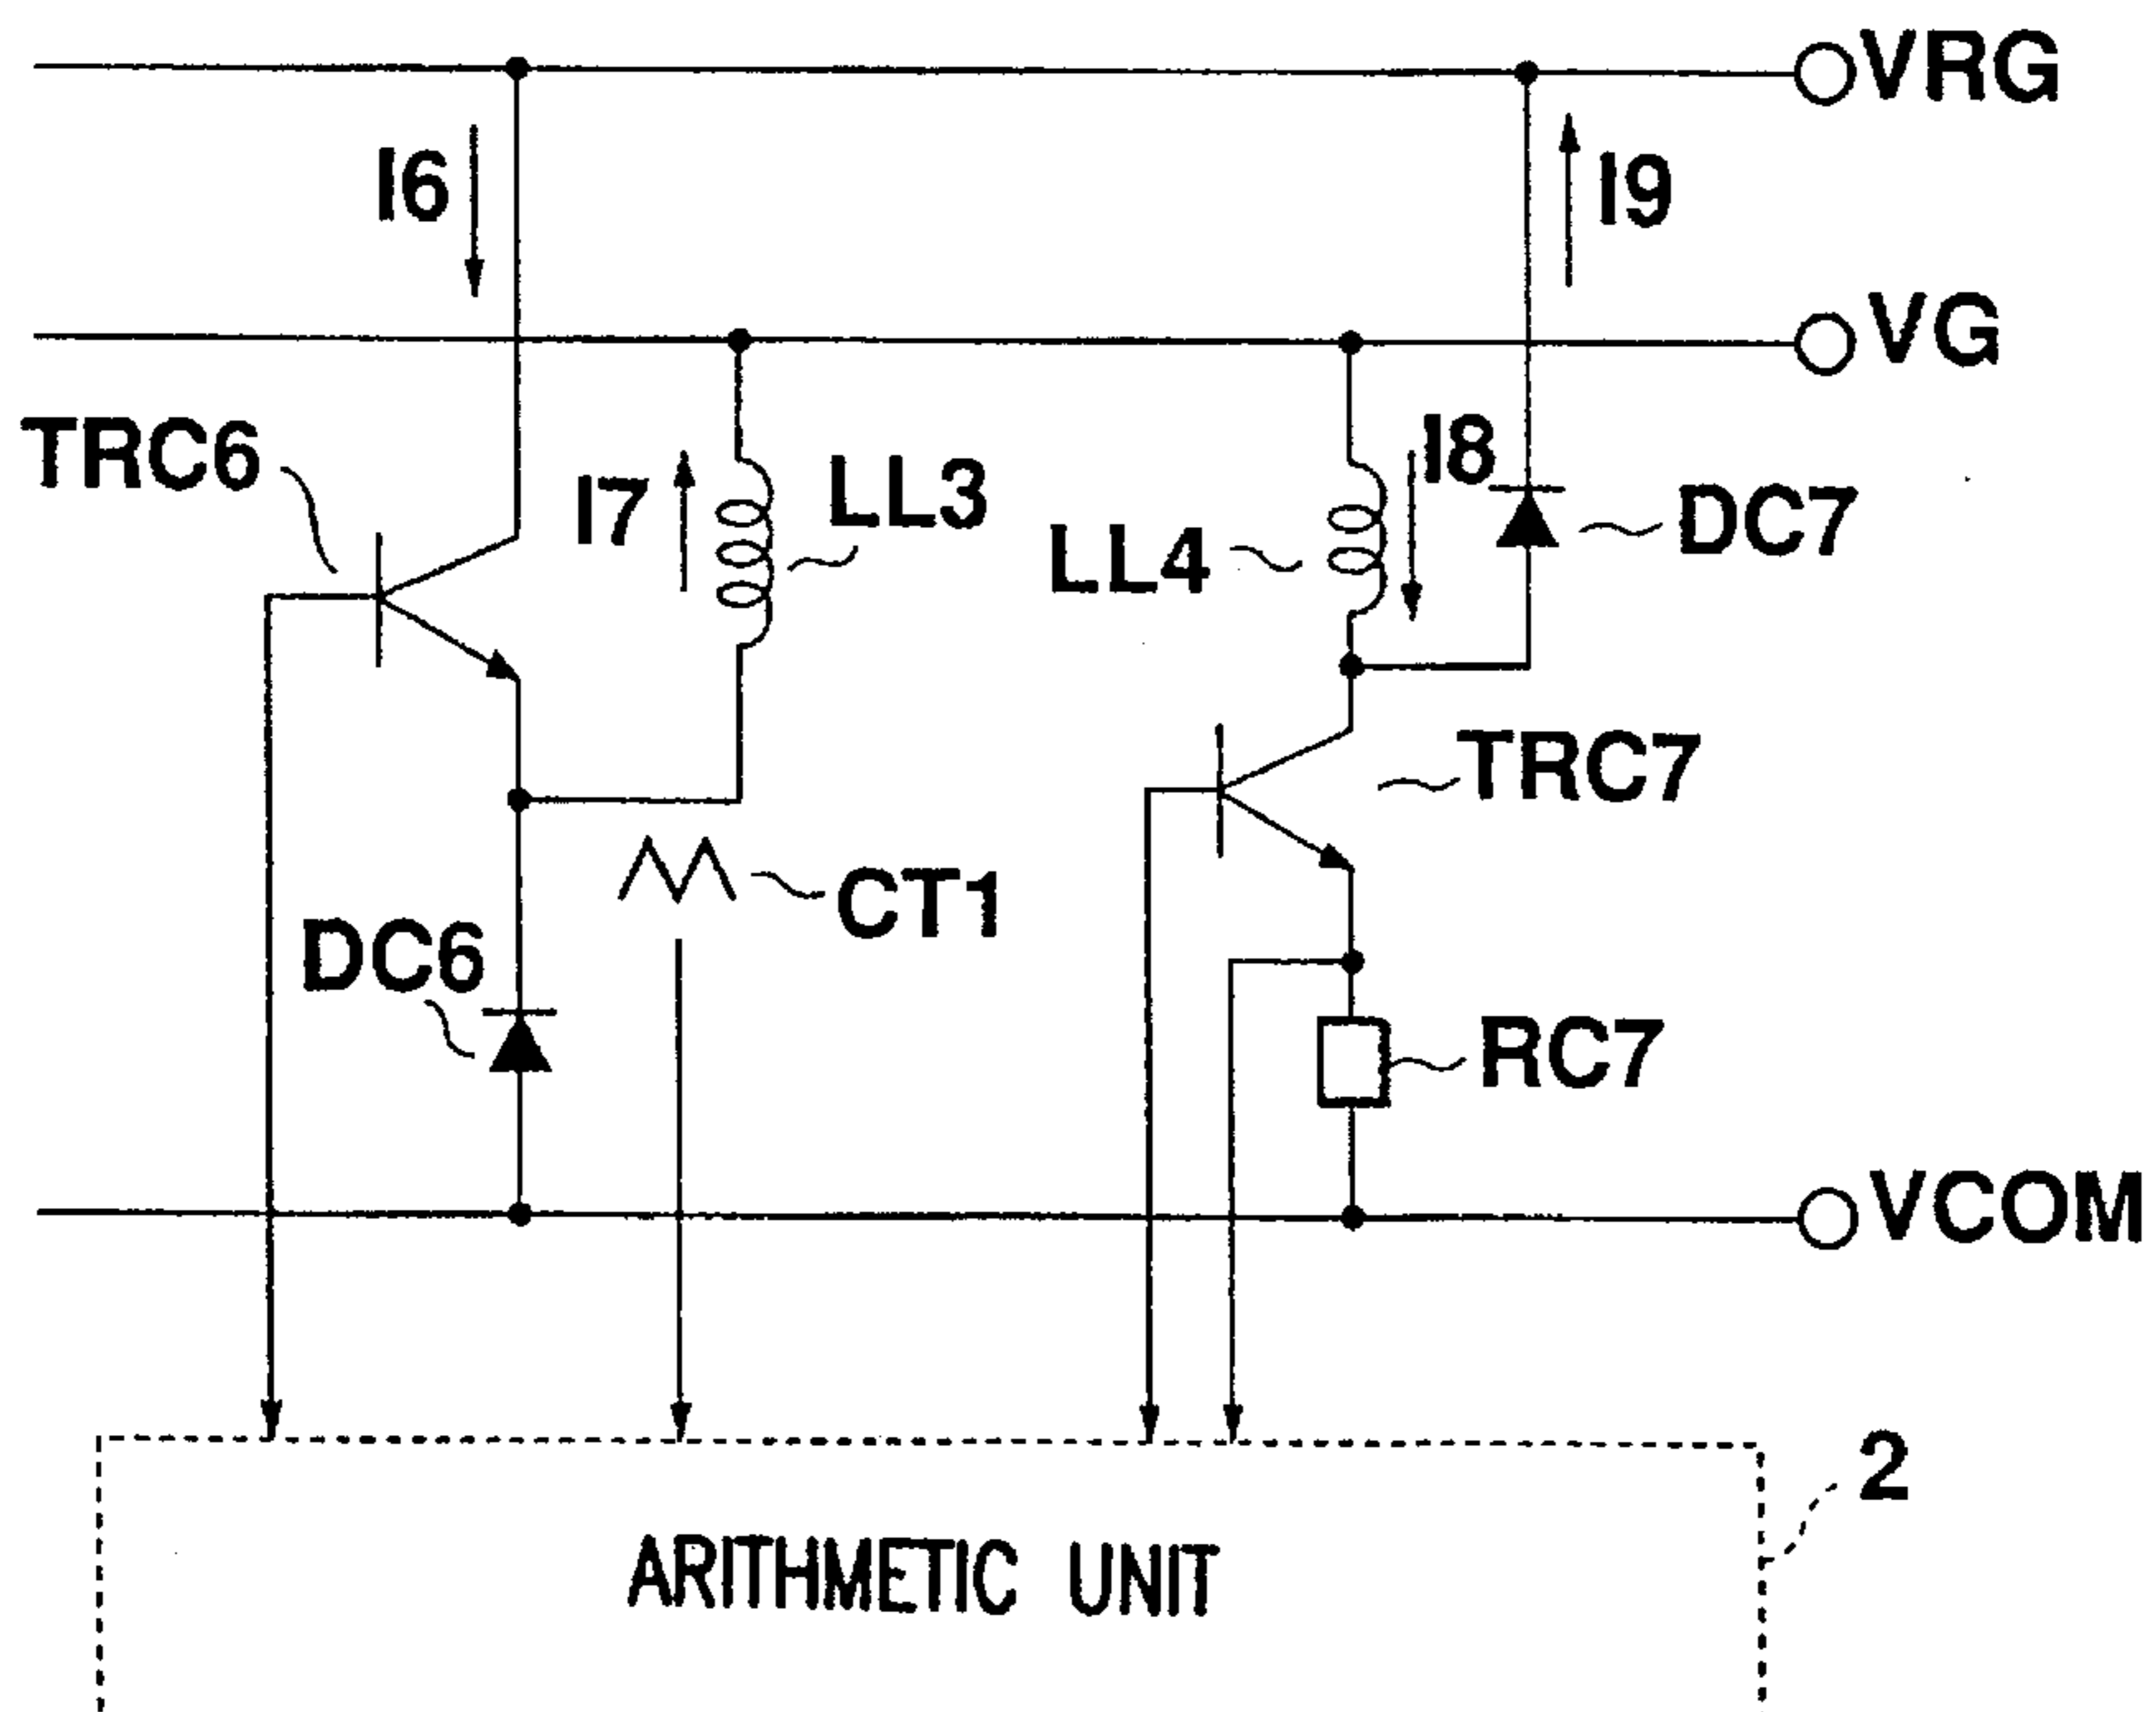 VRG
I6
I9
VG
TRC6
I7
LL3
I8
LL4
DC7
TRC7
CT1
DC6
RC7
VCOM
2
ARITHMETIC UNIT